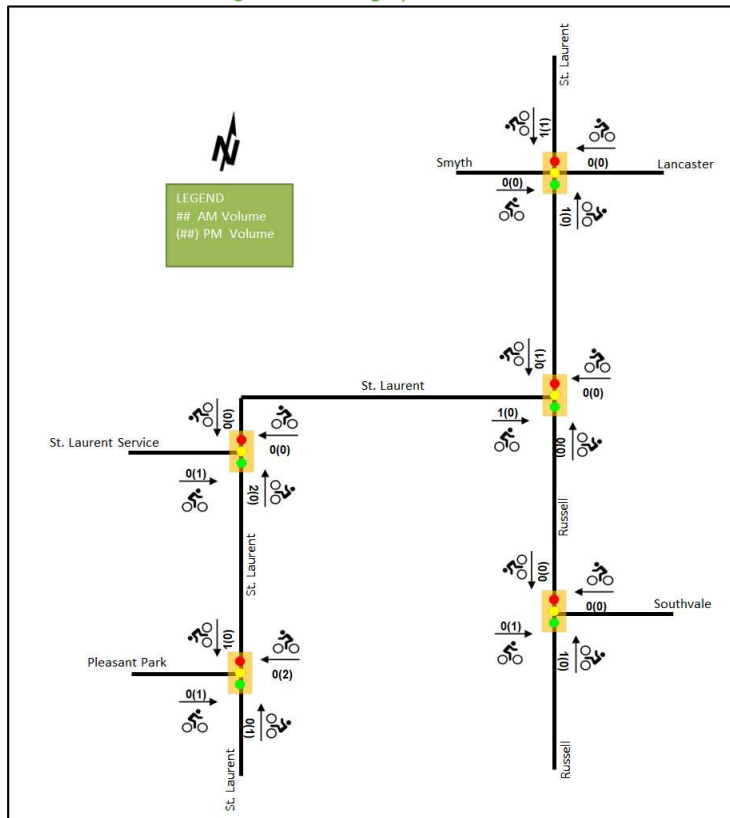 St. Laurent
1(1)
0(0)
Smyth
Lancaster
0(0)
1(0)
N
LEGEND
## AM Volume
(##) PM Volume
0(1)
St. Laurent
0(0)
1(0)
0(0)
0(0)
St. Laurent Service
0(0)
0(1)
2(0)
Russell
St. Laurent
0(0)
0(0)
Southvale
0(1)
1(0)
1(0)
Pleasant Park
0(2)
0(1)
0(1)
St. Laurent
Russell